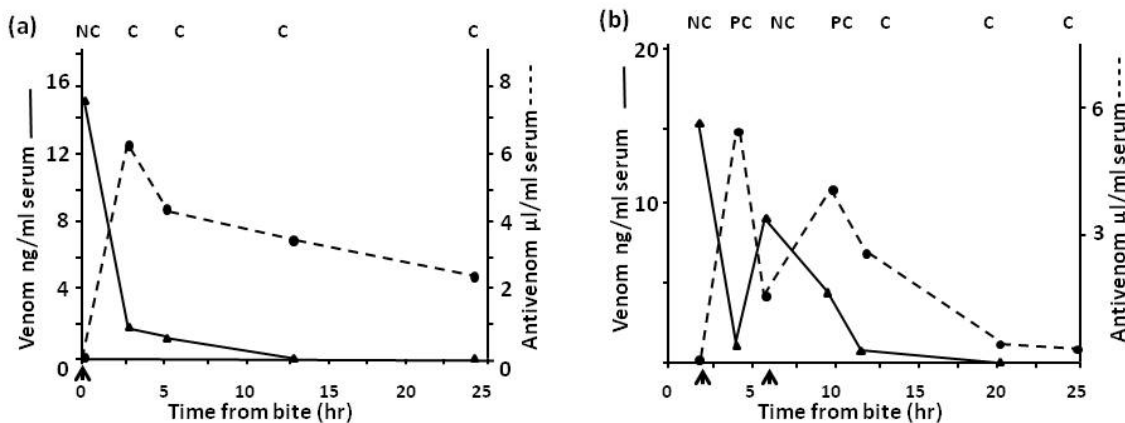 (a)
NC C C C C
16
12
8
4
0
Venom ng/ml serum
8
6
4
2
0
Antivenom µl/ml serum
0 5 10 15 20 25
Time from bite (hr)
(b)
NC PC NC PC C C C
20
10
Venom ng/ml serum
6
3
Antivenom µl/ml serum
0 5 10 15 20 25
Time from bite (hr)